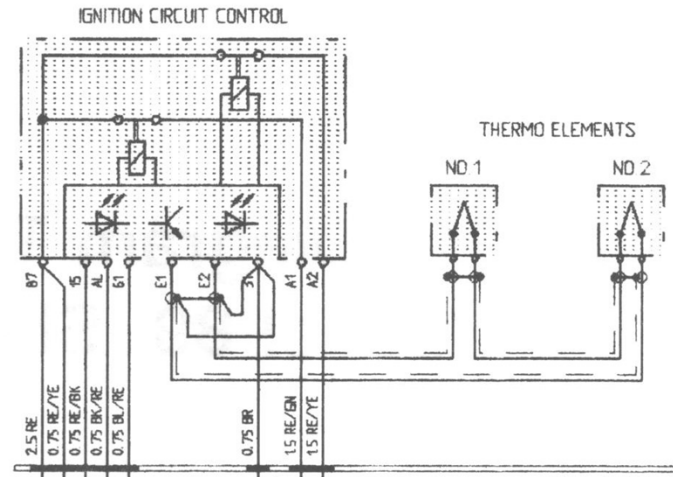 IGNITION CIRCUIT CONTROL
THERMO ELEMENTS
NO 1
NO 2
87
15
AL
61
E1
E2
31
A1
A2
2.5 RE
0.75 RE/YE
0.75 RE/BK
0.75 BK/RE
0.75 BL/RE
0.75 BR
1.5 RE/GN
1.5 RE/YE